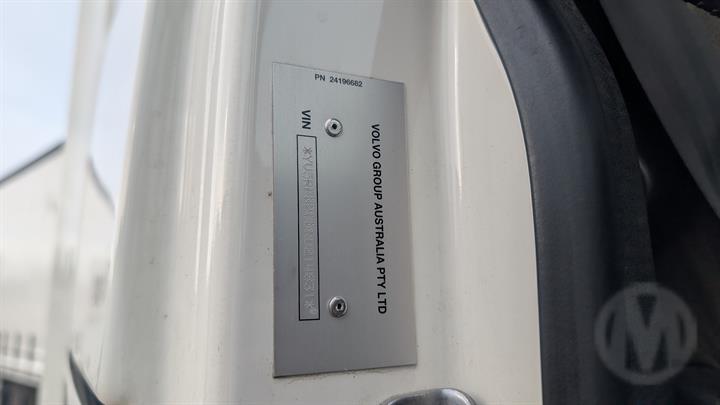 PN 24196682
VOLVO GROUP AUSTRALIA PTY LTD
VIN
M